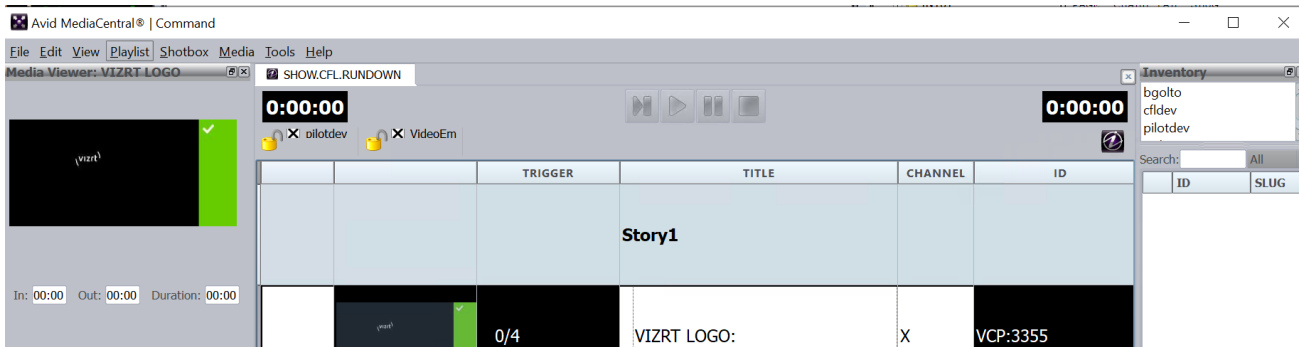 Avid MediaCentral® | Command
File Edit View Playlist Shotbox Media Tools Help
Media Viewer: VIZRT LOGO
SHOW.CFL.RUNDOWN
Inventory
0:00:00
0:00:00
bgolto
cfldev
pilotdev
pilotdev
VideoEm
Search:
All
TRIGGER
TITLE
CHANNEL
ID
ID
SLUG
vizrt
Story1
In: 00:00 Out: 00:00 Duration: 00:00
vizrt
0/4
VIZRT LOGO:
X
VCP:3355